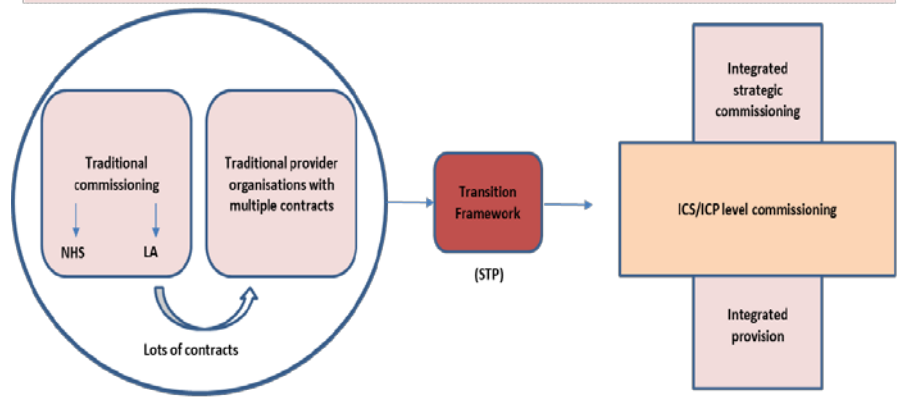 Traditional
commissioning
NHS
LA
Traditional provider
organisations with
multiple contracts
Lots of contracts
Transition
Framework
(STP)
Integrated
strategic
commissioning
ICS/ICP level commissioning
Integrated
provision